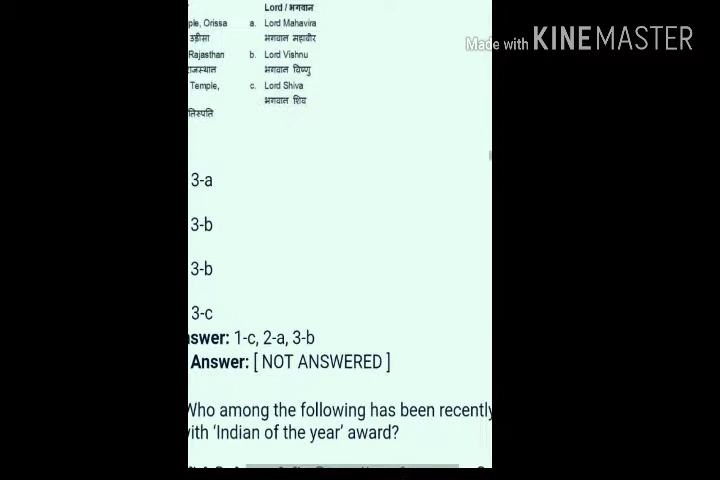 Lord / भगवान
ple, Orissa a. Lord Mahavira
उड़ीसा भगवान महावीर
Rajasthan b. Lord Vishnu
राजस्थान भगवान विष्णु
Temple, c. Lord Shiva
भगवान शिव
तिरुपति
Made with KINEMASTER
3-a
3-b
3-b
3-c
swer: 1-c, 2-a, 3-b
Answer: [ NOT ANSWERED ]
Who among the following has been recently
with ‘Indian of the year’ award?